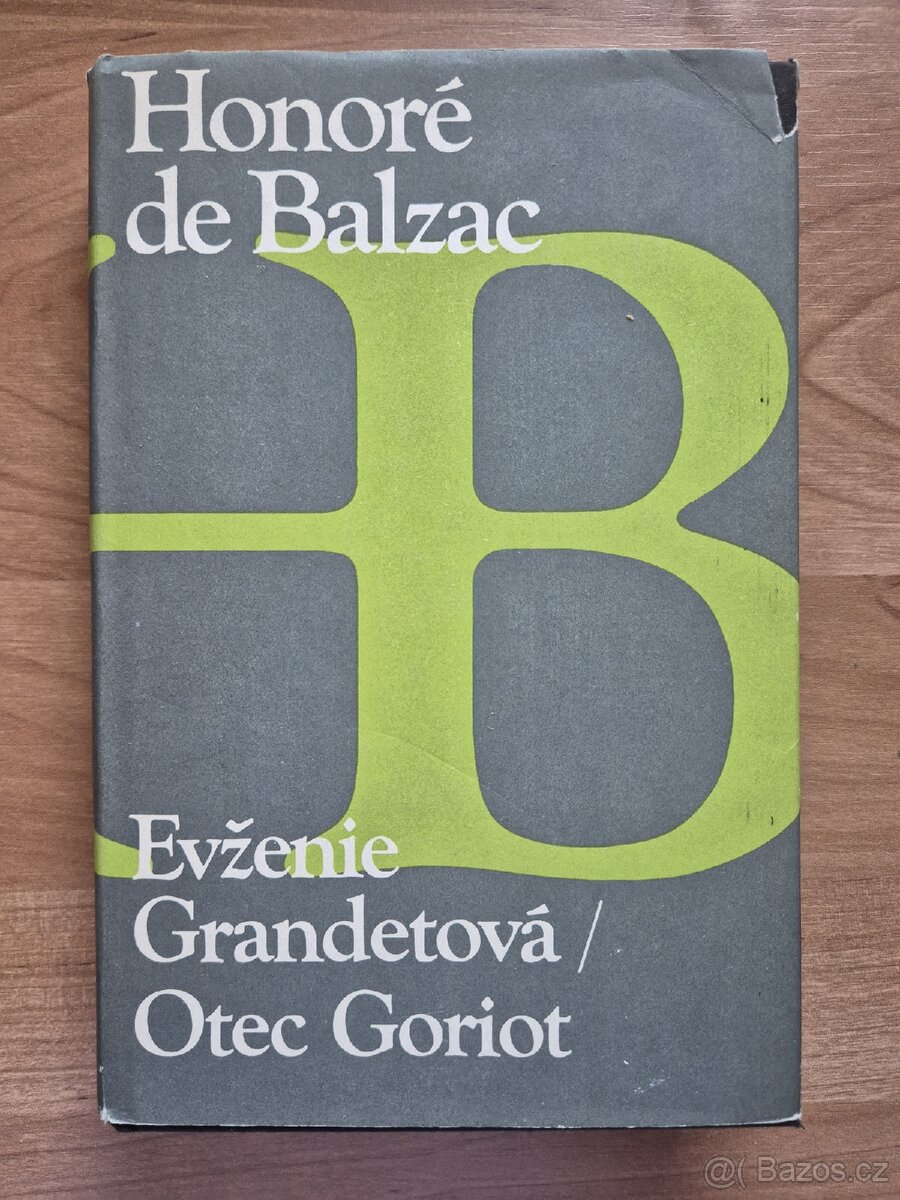 Honoré
de Balzac
B
Evženie
Grandetová /
Otec Goriot
@( Bazos.cz